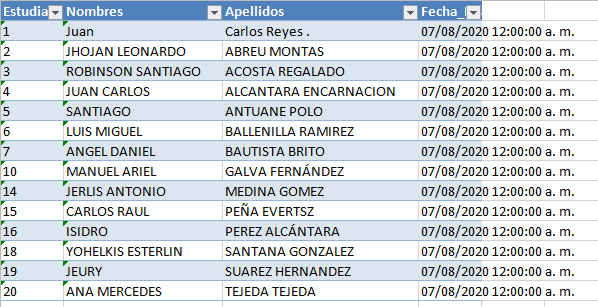 Estudia Nombres Apellidos Fecha_
1 Juan Carlos Reyes . 07/08/2020 12:00:00 a. m.
2 JHOJAN LEONARDO ABREU MONTAS 07/08/2020 12:00:00 a. m.
3 ROBINSON SANTIAGO ACOSTA REGALADO 07/08/2020 12:00:00 a. m.
4 JUAN CARLOS ALCANTARA ENCARNACION 07/08/2020 12:00:00 a. m.
5 SANTIAGO ANTUANE POLO 07/08/2020 12:00:00 a. m.
6 LUIS MIGUEL BALLENILLA RAMIREZ 07/08/2020 12:00:00 a. m.
7 ANGEL DANIEL BAUTISTA BRITO 07/08/2020 12:00:00 a. m.
10 MANUEL ARIEL GALVA FERNÁNDEZ 07/08/2020 12:00:00 a. m.
14 JERLIS ANTONIO MEDINA GOMEZ 07/08/2020 12:00:00 a. m.
15 CARLOS RAUL PEÑA EVERTSZ 07/08/2020 12:00:00 a. m.
16 ISIDRO PEREZ ALCÁNTARA 07/08/2020 12:00:00 a. m.
18 YOHELKIS ESTERLIN SANTANA GONZALEZ 07/08/2020 12:00:00 a. m.
19 JEURY SUAREZ HERNANDEZ 07/08/2020 12:00:00 a. m.
20 ANA MERCEDES TEJEDA TEJEDA 07/08/2020 12:00:00 a. m.